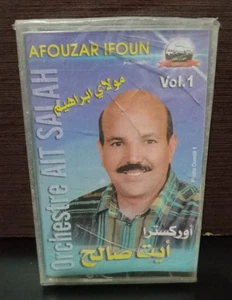 AFOUZAR IFOUN
مولاي ابراهيم
Vol.1
Orchestre AIT SALAH
أوركسترا
أيت صالح